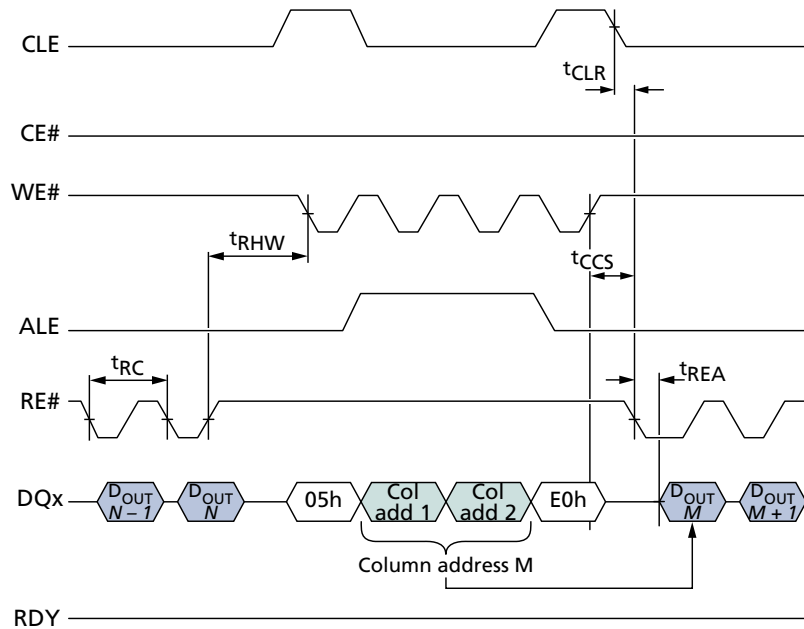 CLE
tCLR
CE#
WE#
tRHW
tCCS
ALE
tRC
tREA
RE#
DQx
DOUT
N – 1
DOUT
N
05h
Col
add 1
Col
add 2
E0h
DOUT
M
DOUT
M + 1
Column address M
RDY